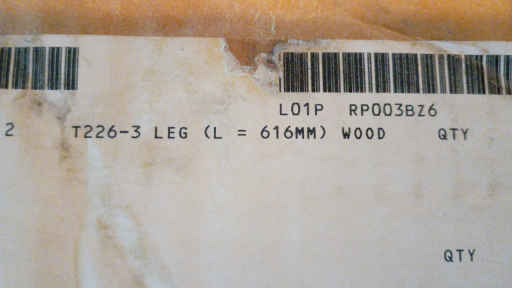 L01P RP003BZ6
2 T226-3 LEG (L = 616MM) WOOD QTY
QTY